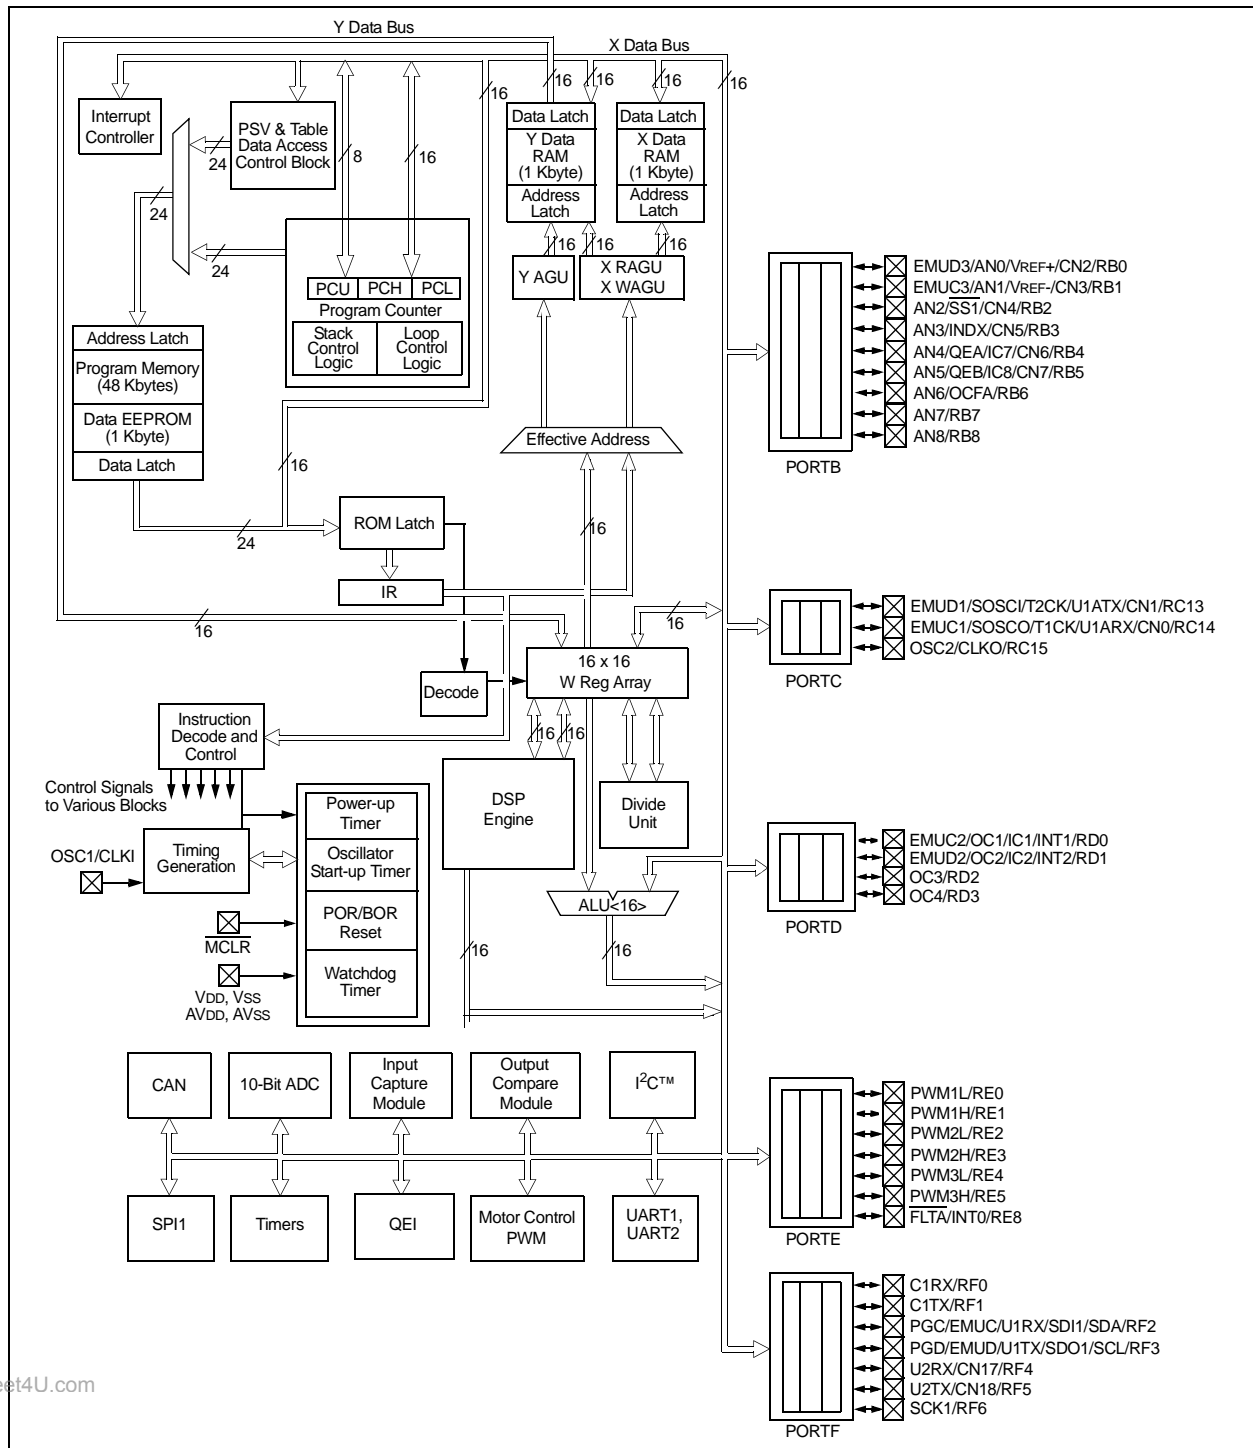 Y Data Bus
X Data Bus
16
16
16
16
16
Interrupt
Controller
PSV & Table
Data Access
Control Block
24
24
24
8
16
Data Latch
Y Data
RAM
(1 Kbyte)
Address
Latch
Data Latch
X Data
RAM
(1 Kbyte)
Address
Latch
16
16
16
Y AGU
X RAGU
X WAGU
PCU
PCH
PCL
Program Counter
Stack
Control
Logic
Loop
Control
Logic
Address Latch
Program Memory
(48 Kbytes)
Data EEPROM
(1 Kbyte)
Data Latch
Effective Address
16
24
16
ROM Latch
IR
16
16
16 x 16
W Reg Array
Decode
Instruction
Decode and
Control
Control Signals
to Various Blocks
OSC1/CLKI
Timing
Generation
Power-up
Timer
Oscillator
Start-up Timer
POR/BOR
Reset
Watchdog
Timer
MCLR
VDD, VSS
AVDD, AVSS
16
16
DSP
Engine
Divide
Unit
ALU<16>
16
16
CAN
10-Bit ADC
Input
Capture
Module
Output
Compare
Module
I2C™
SPI1
Timers
QEI
Motor Control
PWM
UART1,
UART2
EMUD3/AN0/VREF+/CN2/RB0
EMUC3/AN1/VREF-/CN3/RB1
AN2/SS1/CN4/RB2
AN3/INDX/CN5/RB3
AN4/QEA/IC7/CN6/RB4
AN5/QEB/IC8/CN7/RB5
AN6/OCFA/RB6
AN7/RB7
AN8/RB8
PORTB
EMUD1/SOSCI/T2CK/U1ATX/CN1/RC13
EMUC1/SOSCO/T1CK/U1ARX/CN0/RC14
OSC2/CLKO/RC15
PORTC
EMUC2/OC1/IC1/INT1/RD0
EMUD2/OC2/IC2/INT2/RD1
OC3/RD2
OC4/RD3
PORTD
PWM1L/RE0
PWM1H/RE1
PWM2L/RE2
PWM2H/RE3
PWM3L/RE4
PWM3H/RE5
FLTA/INT0/RE8
PORTE
C1RX/RF0
C1TX/RF1
PGC/EMUC/U1RX/SDI1/SDA/RF2
PGD/EMUD/U1TX/SDO1/SCL/RF3
U2RX/CN17/RF4
U2TX/CN18/RF5
SCK1/RF6
PORTF
et4U.com